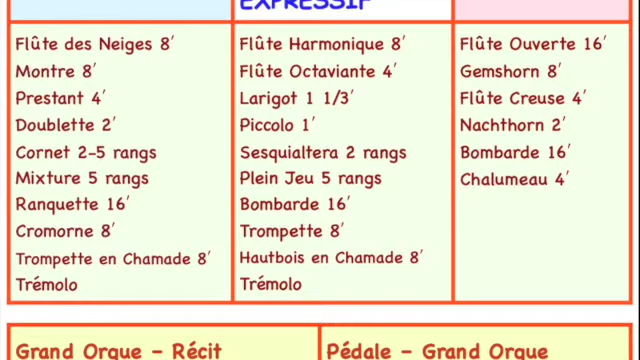 EXPRESSIF
Flûte des Neiges 8′
Montre 8′
Prestant 4′
Doublette 2′
Cornet 2-5 rangs
Mixture 5 rangs
Ranquette 16′
Cromorne 8′
Trompette en Chamade 8′
Trémolo
Flûte Harmonique 8′
Flûte Octaviante 4′
Larigot 1 1/3′
Piccolo 1′
Sesquialtera 2 rangs
Plein Jeu 5 rangs
Bombarde 16′
Trompette 8′
Hautbois en Chamade 8′
Trémolo
Flûte Ouverte 16′
Gemshorn 8′
Flûte Creuse 4′
Nachthorn 2′
Bombarde 16′
Chalumeau 4′
Grand Orgue - Récit
Pédale - Grand Orgue